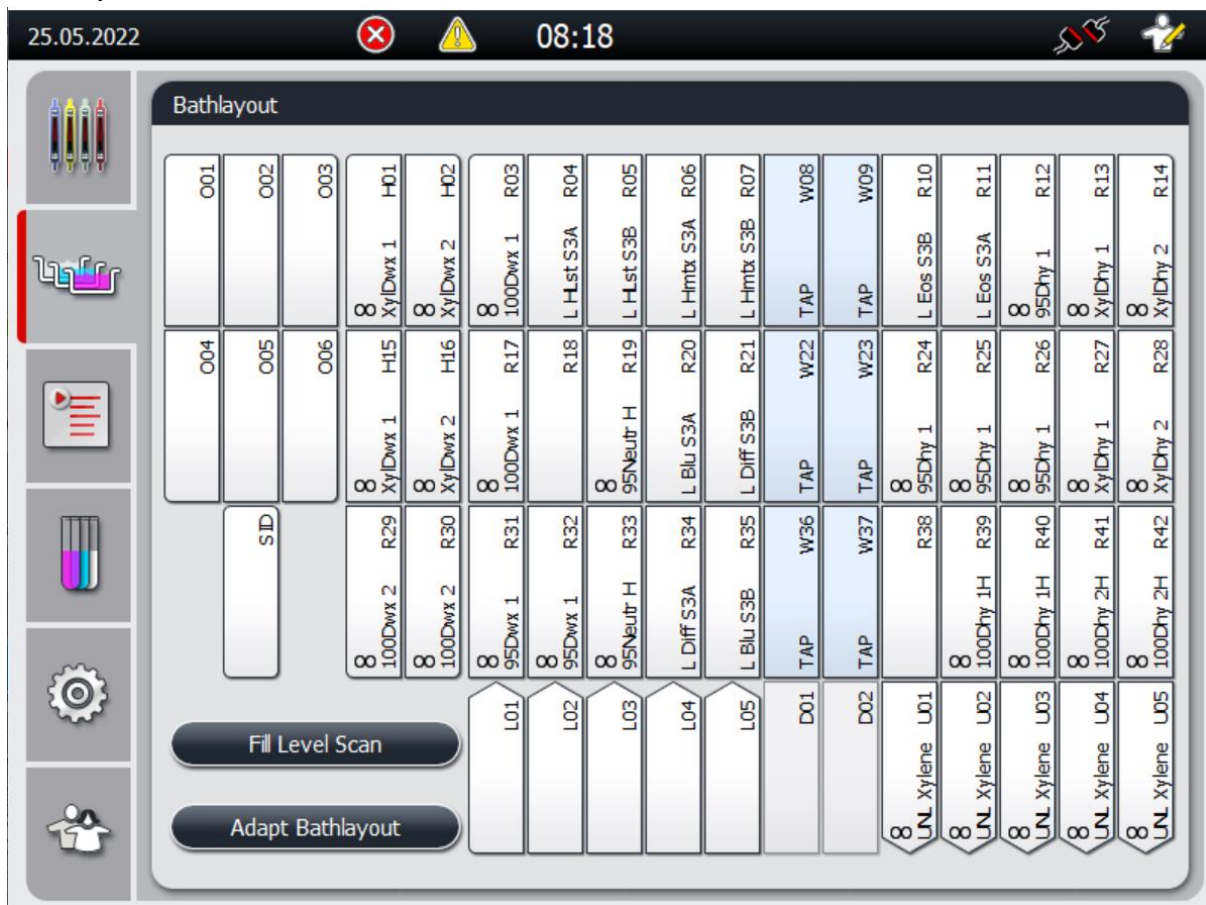 25.05.2022
08:18
Bathlayout
O01
O02
O03
XylDwx 1 H01
XylDwx 2 H02
100Dwx 1 R03
L HLst S3A R04
L HLst S3B R05
L Hmtx S3A R06
L Hmtx S3B R07
TAP W08
TAP W09
L Eos S3B R10
L Eos S3A R11
∞ 95Dhy 1 R12
∞ XylDhy 1 R13
∞ XylDhy 2 R14
O04
O05
O06
∞ XylDwx 1 H15
∞ XylDwx 2 H16
∞ 100Dwx 1 R17
R18
∞ 95Neutr H R19
L Blu S3A R20
L Diff S3B R21
TAP W22
TAP W23
∞ 95Dhy 1 R24
∞ 95Dhy 1 R25
∞ 95Dhy 1 R26
∞ XylDhy 1 R27
∞ XylDhy 2 R28
SID
∞ 100Dwx 2 R29
∞ 100Dwx 2 R30
∞ 95Dwx 1 R31
∞ 95Dwx 1 R32
∞ 95Neutr H R33
L Diff S3A R34
L Blu S3B R35
TAP W36
TAP W37
R38
∞ 100Dhy 1H R39
∞ 100Dhy 1H R40
∞ 100Dhy 2H R41
∞ 100Dhy 2H R42
L01
L02
L03
L04
L05
D01
D02
∞ UNL Xylene U01
∞ UNL Xylene U02
∞ UNL Xylene U03
∞ UNL Xylene U04
∞ UNL Xylene U05
Fill Level Scan
Adapt Bathlayout